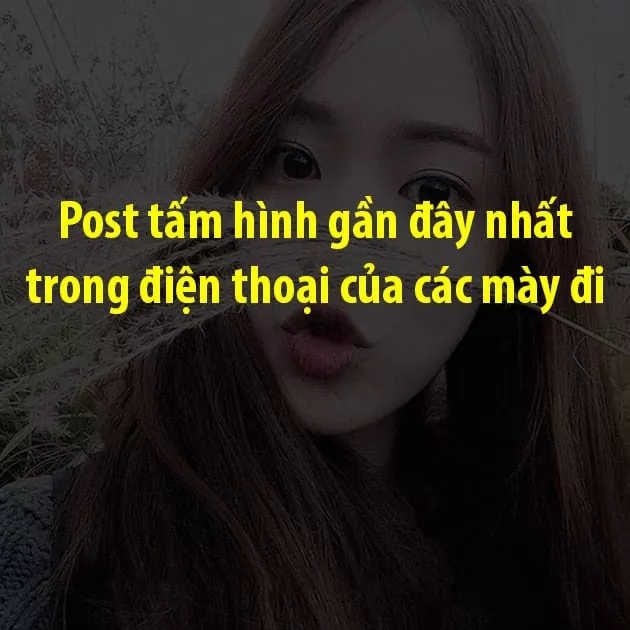 Post tấm hình gần đây nhất
trong điện thoại của các mày đi